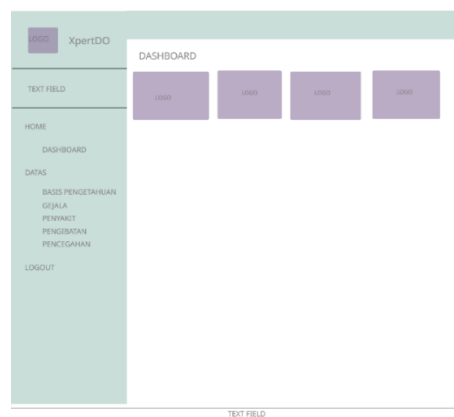 LOGO
XpertDO
TEXT FIELD
HOME
DASHBOARD
DATAS
BASIS PENGETAHUAN
GEJALA
PENYAKIT
PENGIBATAN
PENCEGAHAN
LOGOUT
DASHBOARD
LOGO
LOGO
LOGO
LOGO
TEXT FIELD